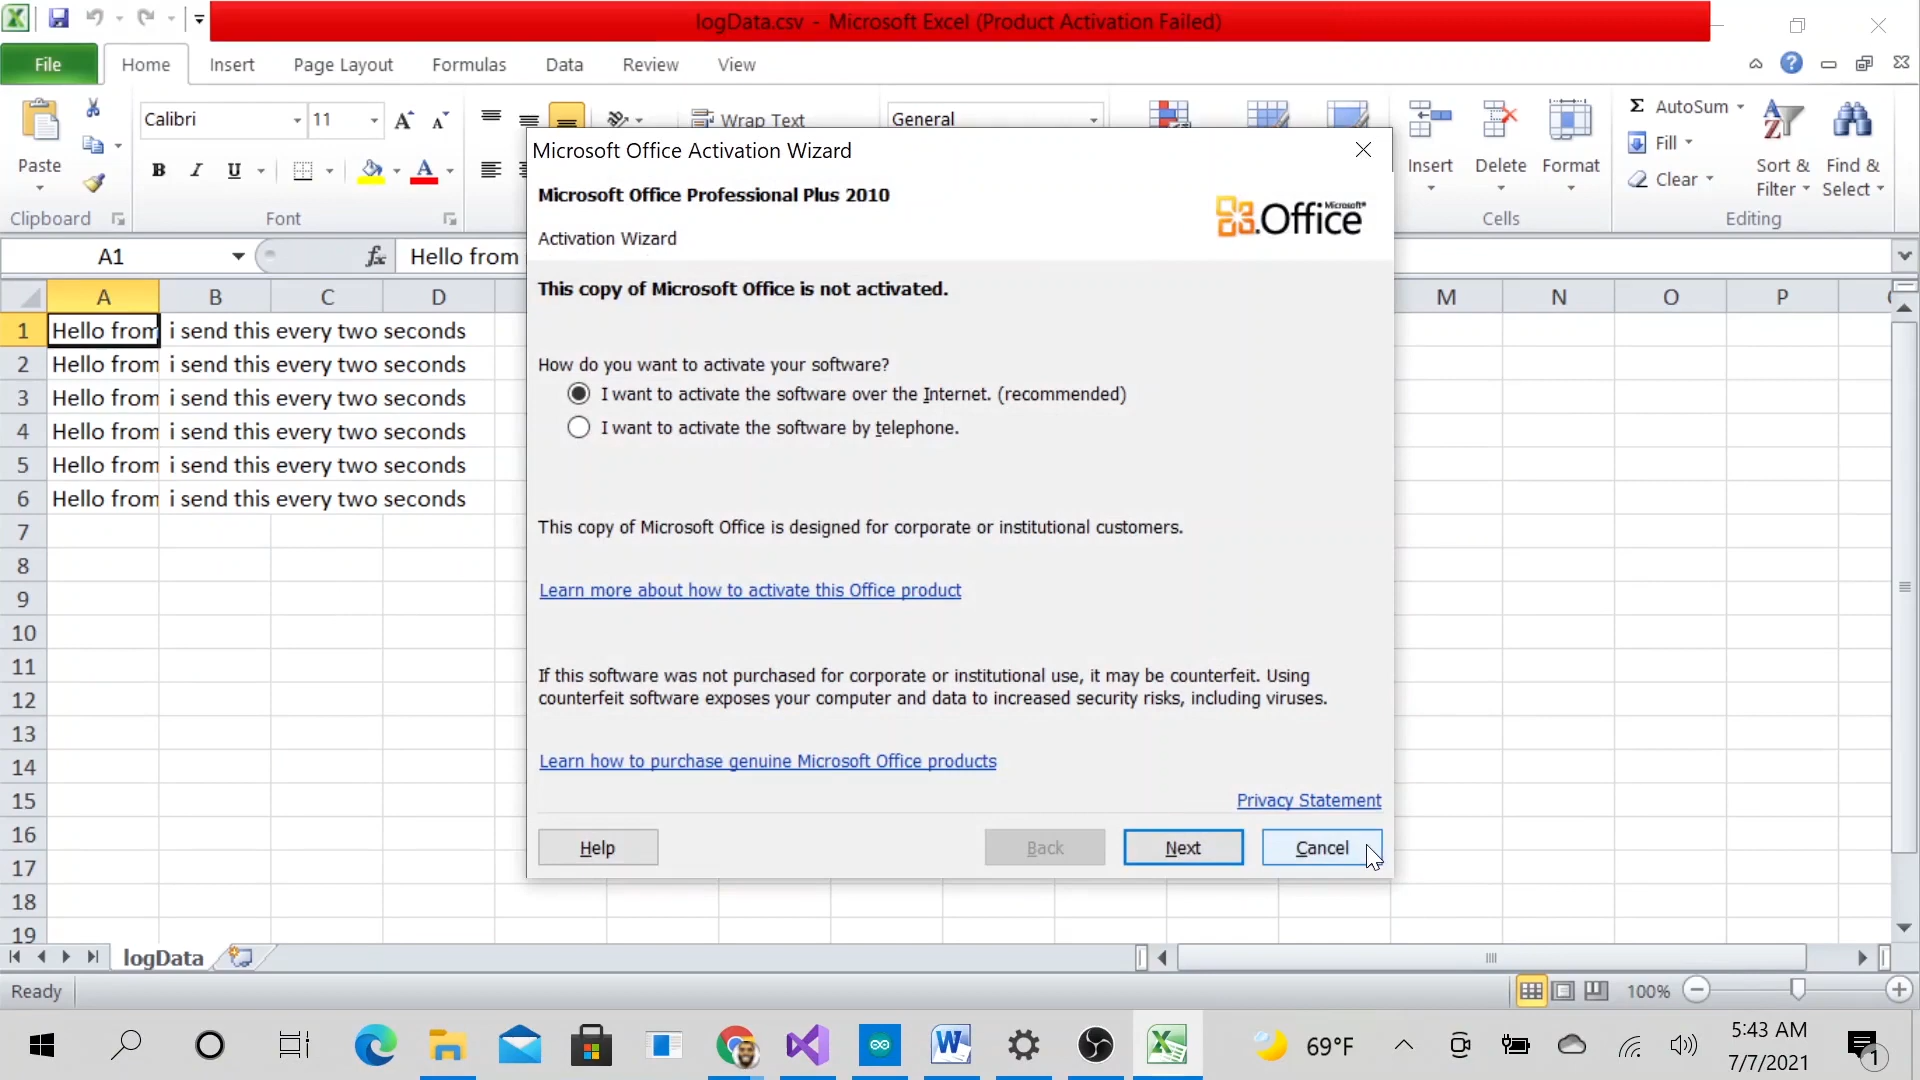 logData.csv - Microsoft Excel (Product Activation Failed)
File Home Insert Page Layout Formulas Data Review View
Calibri 11 Wrap Text General
Paste
B I U
Insert Delete Format
Σ AutoSum
Fill
Clear
Sort & Filter
Find & Select
Clipboard Font Cells Editing
A1 fx Hello from
A B C D M N O P
1 Hello from i send this every two seconds
2 Hello from i send this every two seconds
3 Hello from i send this every two seconds
4 Hello from i send this every two seconds
5 Hello from i send this every two seconds
6 Hello from i send this every two seconds
7
8
9
10
11
12
13
14
15
16
17
18
19
Microsoft Office Activation Wizard
Microsoft Office Professional Plus 2010
Activation Wizard
Microsoft Office
This copy of Microsoft Office is not activated.
How do you want to activate your software?
I want to activate the software over the Internet. (recommended)
I want to activate the software by telephone.
This copy of Microsoft Office is designed for corporate or institutional customers.
Learn more about how to activate this Office product
If this software was not purchased for corporate or institutional use, it may be counterfeit. Using
counterfeit software exposes your computer and data to increased security risks, including viruses.
Learn how to purchase genuine Microsoft Office products
Privacy Statement
Help Back Next Cancel
logData
Ready 100%
69°F
5:43 AM
7/7/2021
1